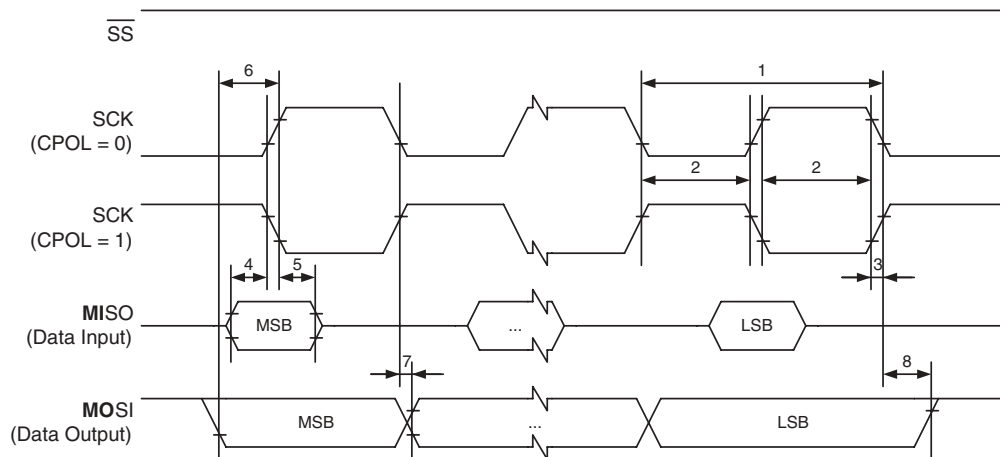 SS
6
1
SCK
(CPOL = 0)
2
2
SCK
(CPOL = 1)
4
5
3
MISO
(Data Input)
MSB
...
LSB
7
8
MOSI
(Data Output)
MSB
...
LSB